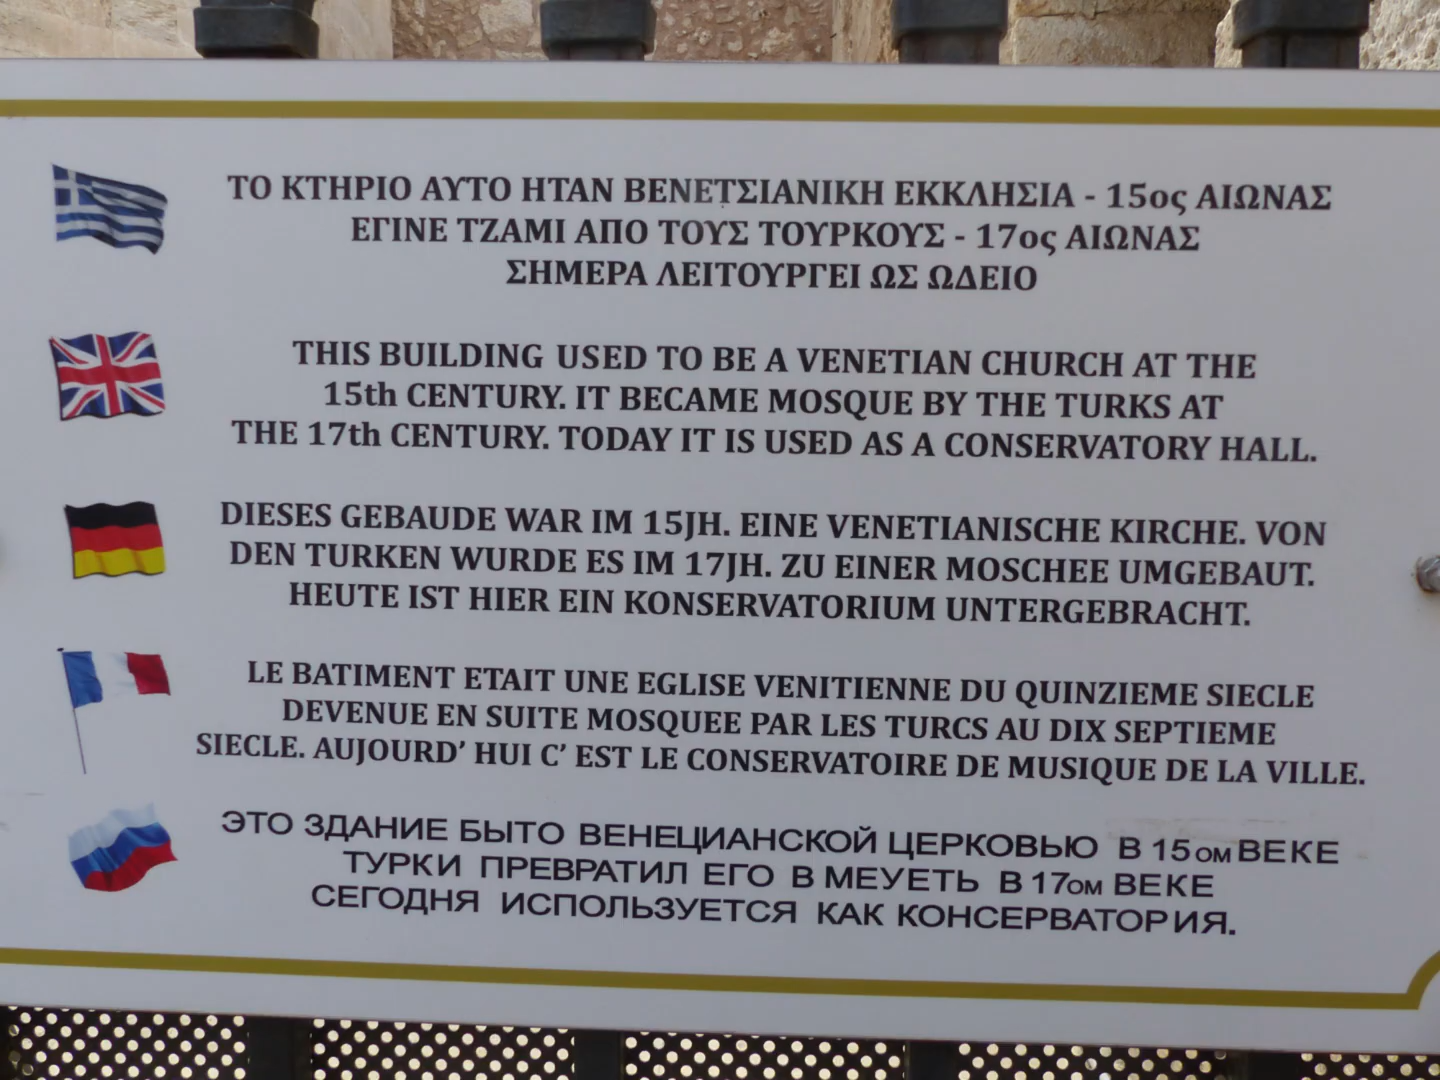 ΤΟ ΚΤΗΡΙΟ ΑΥΤΟ ΗΤΑΝ ΒΕΝΕΤΣΙΑΝΙΚΗ ΕΚΚΛΗΣΙΑ - 15ος ΑΙΩΝΑΣ
ΕΓΙΝΕ ΤΖΑΜΙ ΑΠΟ ΤΟΥΣ ΤΟΥΡΚΟΥΣ - 17ος ΑΙΩΝΑΣ
ΣΗΜΕΡΑ ΛΕΙΤΟΥΡΓΕΙ ΩΣ ΩΔΕΙΟ
THIS BUILDING USED TO BE A VENETIAN CHURCH AT THE
15th CENTURY. IT BECAME MOSQUE BY THE TURKS AT
THE 17th CENTURY. TODAY IT IS USED AS A CONSERVATORY HALL.
DIESES GEBAUDE WAR IM 15JH. EINE VENETIANISCHE KIRCHE. VON
DEN TURKEN WURDE ES IM 17JH. ZU EINER MOSCHEE UMGEBAUT.
HEUTE IST HIER EIN KONSERVATORIUM UNTERGEBRACHT.
LE BATIMENT ETAIT UNE EGLISE VENITIENNE DU QUINZIEME SIECLE
DEVENUE EN SUITE MOSQUEE PAR LES TURCS AU DIX SEPTIEME
SIECLE. AUJOURD' HUI C' EST LE CONSERVATOIRE DE MUSIQUE DE LA VILLE.
ЭТО ЗДАНИЕ БЫТО ВЕНЕЦИАНСКОЙ ЦЕРКОВЬЮ В 15ом ВЕКЕ
ТУРКИ ПРЕВРАТИЛ ЕГО В МЕУЕТЬ В 17ом ВЕКЕ
СЕГОДНЯ ИСПОЛЬЗУЕТСЯ КАК КОНСЕРВАТОРИЯ.